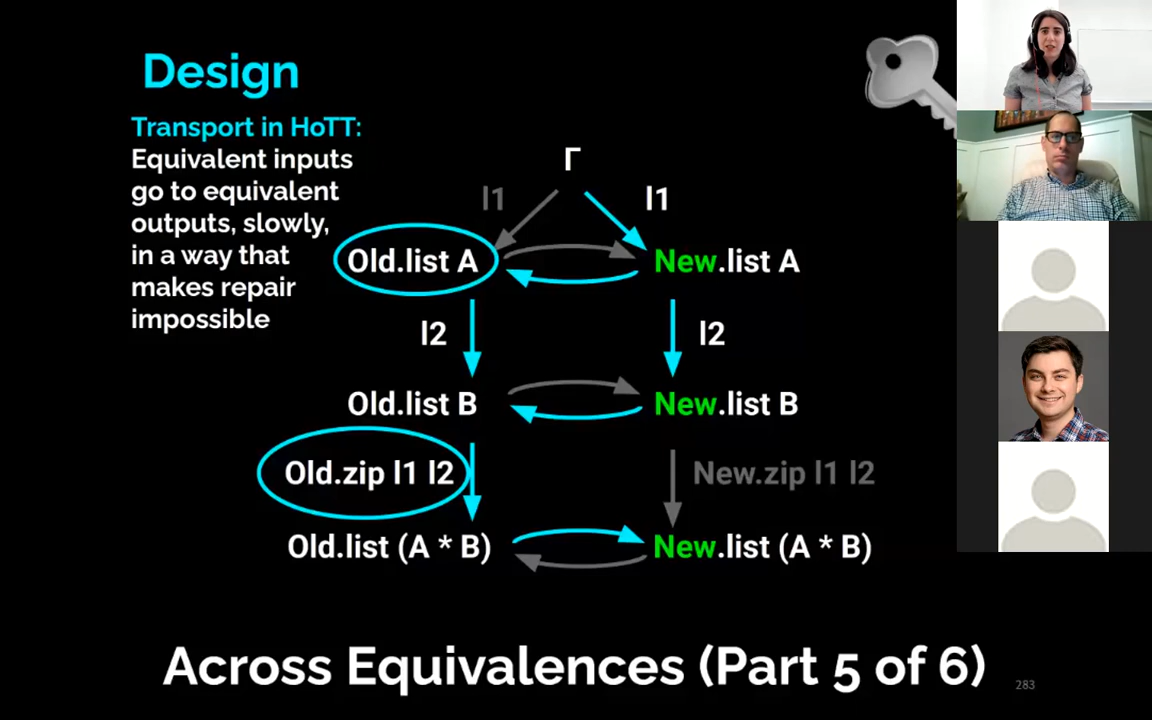 Design
Transport in HoTT:
Equivalent inputs
go to equivalent
outputs, slowly,
in a way that
makes repair
impossible
Γ
l1
l1
Old.list A
New.list A
l2
l2
Old.list B
New.list B
Old.zip l1 l2
New.zip l1 l2
Old.list (A * B)
New.list (A * B)
Across Equivalences (Part 5 of 6)
283